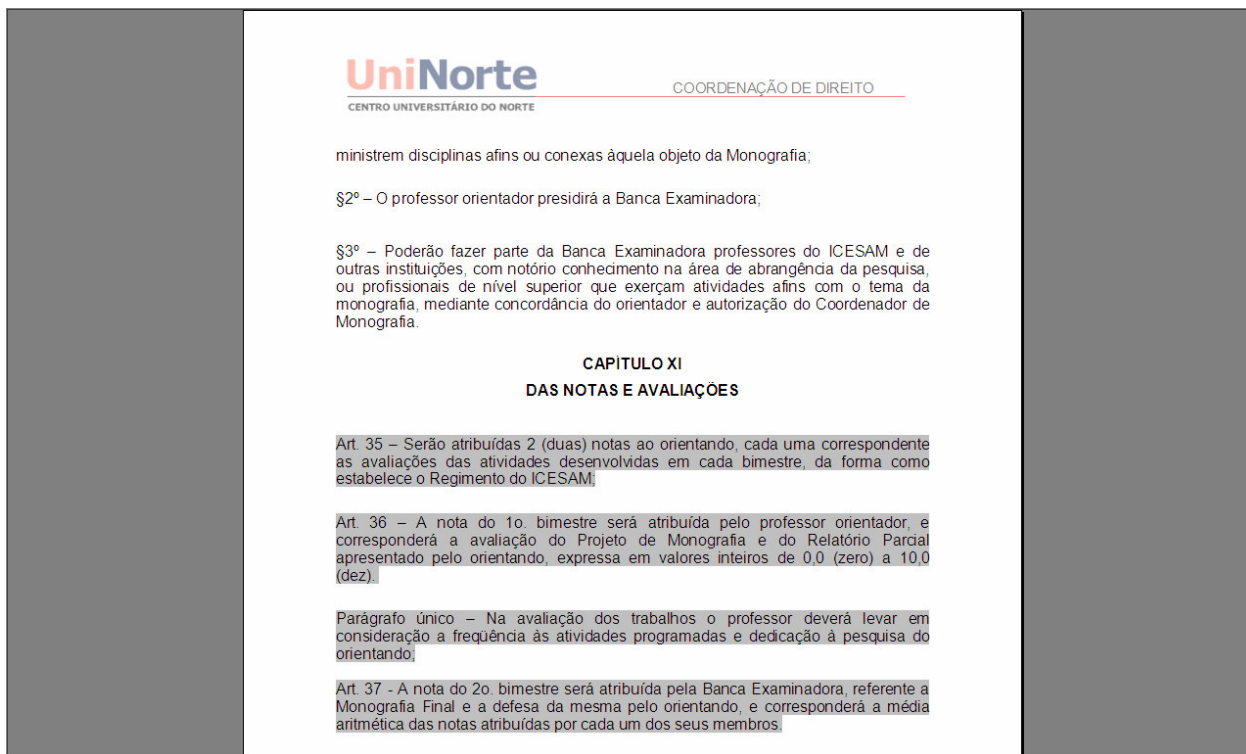 UniNorte
CENTRO UNIVERSITÁRIO DO NORTE
COORDENAÇÃO DE DIREITO
ministrem disciplinas afins ou conexas àquela objeto da Monografia;
§2º – O professor orientador presidirá a Banca Examinadora;
§3º – Poderão fazer parte da Banca Examinadora professores do ICESAM e de
outras instituições, com notório conhecimento na área de abrangência da pesquisa,
ou profissionais de nível superior que exerçam atividades afins com o tema da
monografia, mediante concordância do orientador e autorização do Coordenador de
Monografia.
CAPÍTULO XI
DAS NOTAS E AVALIAÇÕES
Art. 35 – Serão atribuídas 2 (duas) notas ao orientando, cada uma correspondente
as avaliações das atividades desenvolvidas em cada bimestre, da forma como
estabelece o Regimento do ICESAM;
Art. 36 – A nota do 1o. bimestre será atribuída pelo professor orientador, e
corresponderá a avaliação do Projeto de Monografia e do Relatório Parcial
apresentado pelo orientando, expressa em valores inteiros de 0,0 (zero) a 10,0
(dez).
Parágrafo único – Na avaliação dos trabalhos o professor deverá levar em
consideração a freqüência às atividades programadas e dedicação à pesquisa do
orientando;
Art. 37 - A nota do 2o. bimestre será atribuída pela Banca Examinadora, referente a
Monografia Final e a defesa da mesma pelo orientando, e corresponderá a média
aritmética das notas atribuídas por cada um dos seus membros.